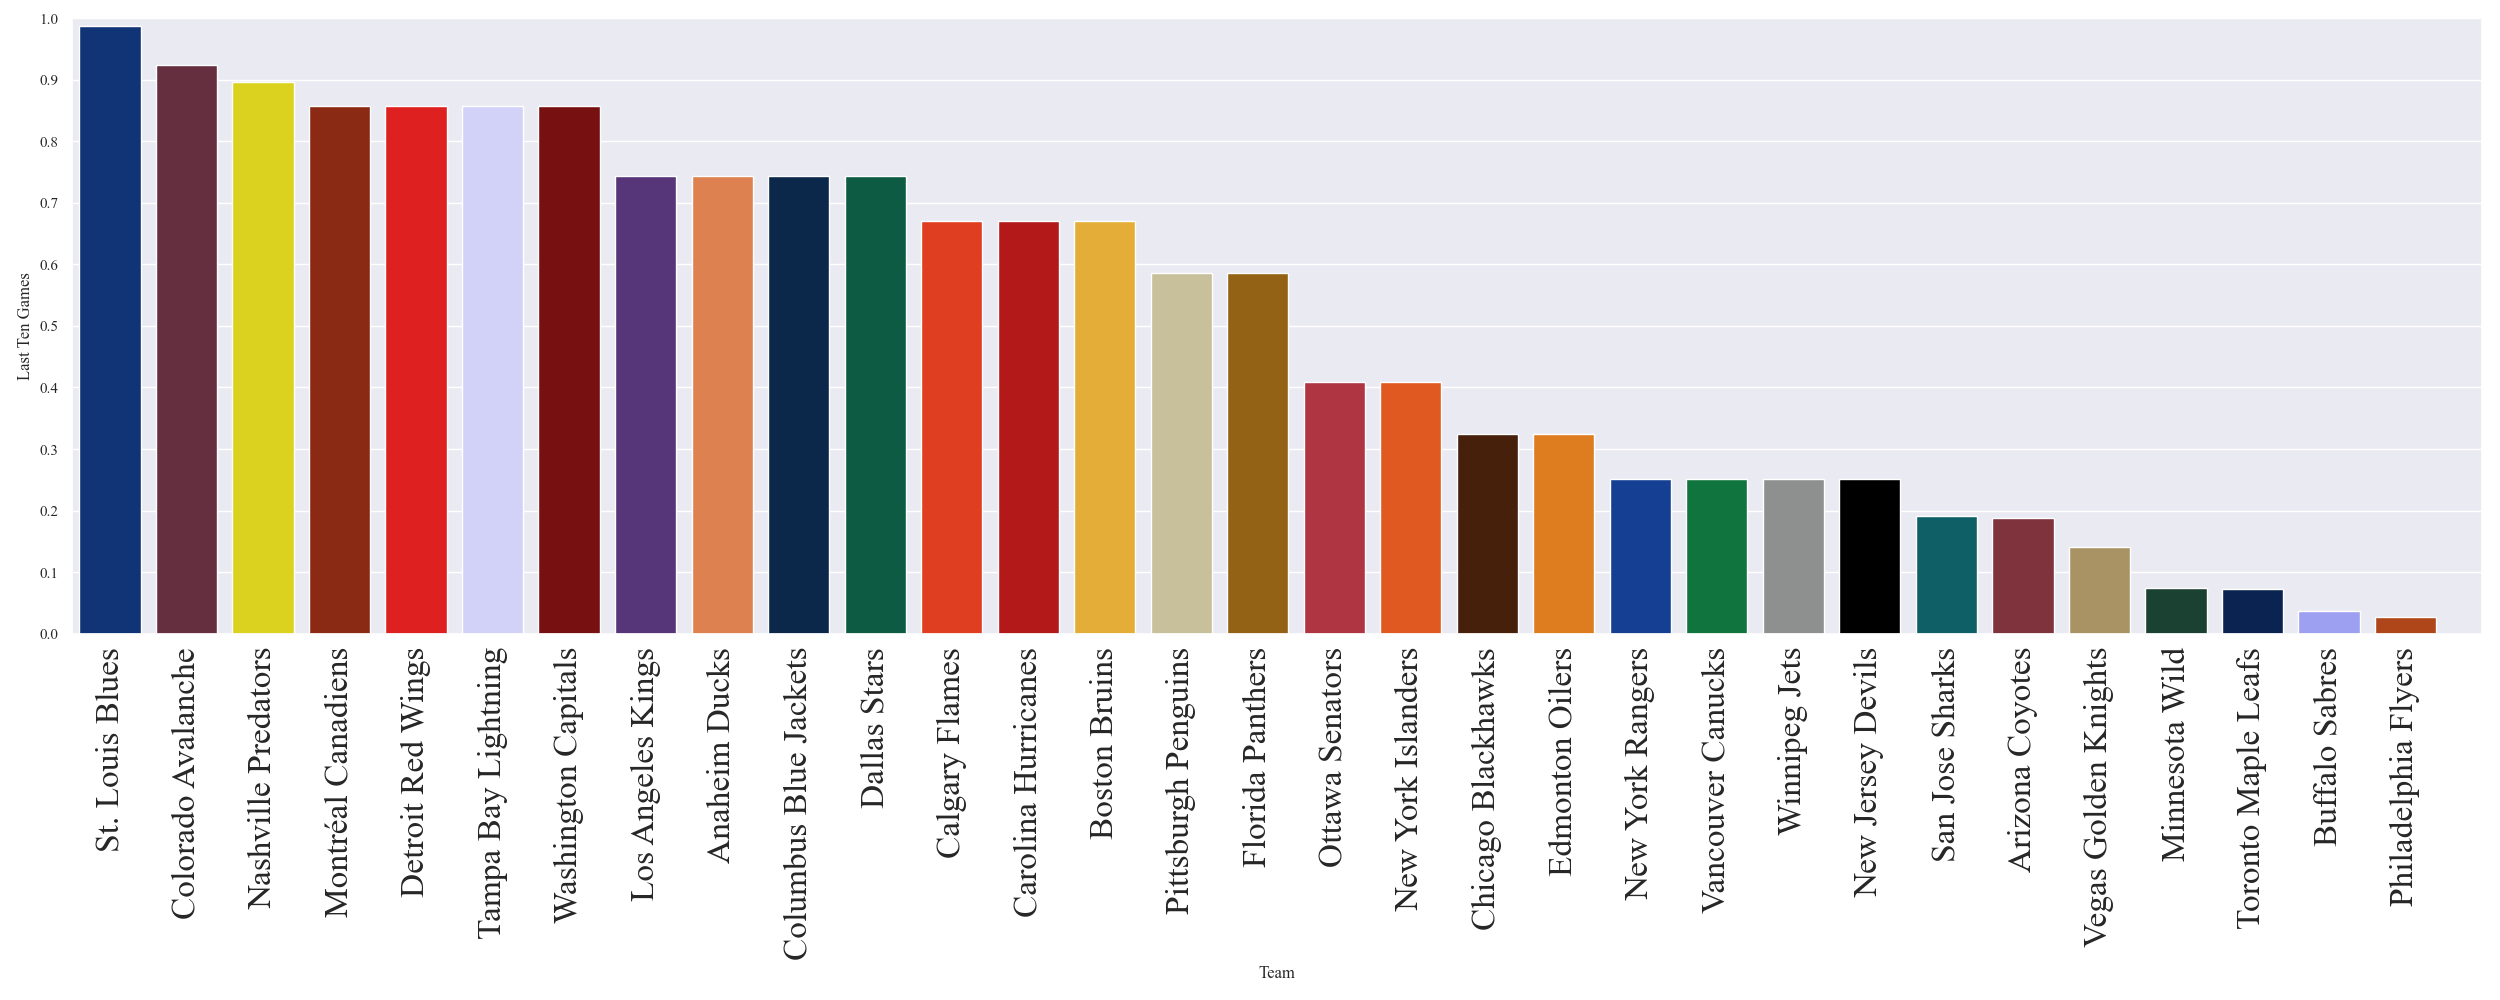 1.0
0.9
0.8
0.7
0.6
0.5
0.4
0.3
0.2
0.1
0.0
Last Ten Games
St. Louis Blues
Colorado Avalanche
Nashville Predators
Montréal Canadiens
Detroit Red Wings
Tampa Bay Lightning
Washington Capitals
Los Angeles Kings
Anaheim Ducks
Columbus Blue Jackets
Dallas Stars
Calgary Flames
Carolina Hurricanes
Boston Bruins
Pittsburgh Penguins
Florida Panthers
Ottawa Senators
New York Islanders
Chicago Blackhawks
Edmonton Oilers
New York Rangers
Vancouver Canucks
Winnipeg Jets
New Jersey Devils
San Jose Sharks
Arizona Coyotes
Vegas Golden Knights
Minnesota Wild
Toronto Maple Leafs
Buffalo Sabres
Philadelphia Flyers
Team